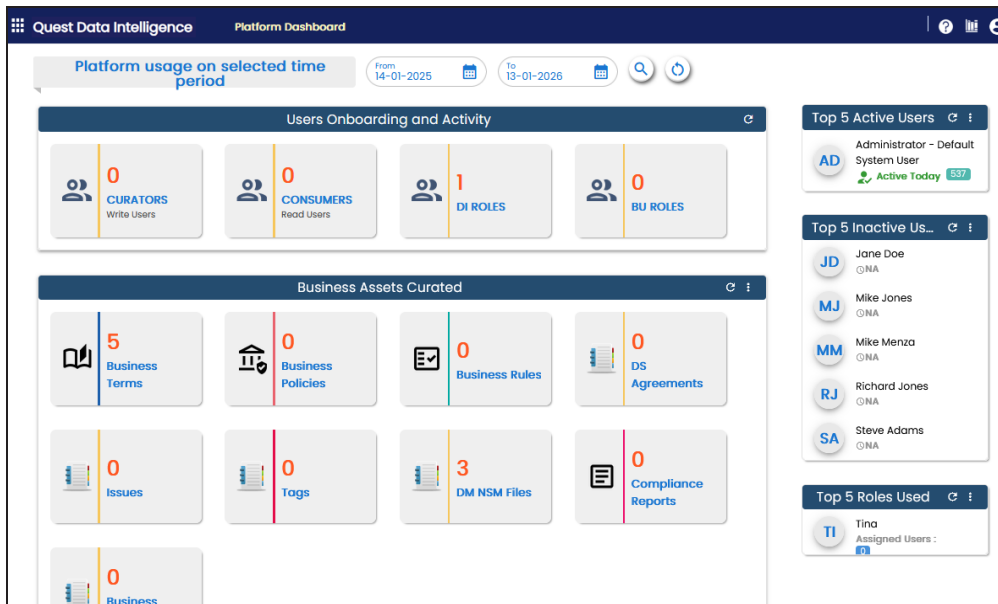 Quest Data Intelligence
Platform Dashboard
Platform usage on selected time
period
From
14-01-2025
To
13-01-2026
Users Onboarding and Activity
0
CURATORS
Write Users
0
CONSUMERS
Read Users
1
DI ROLES
0
BU ROLES
Business Assets Curated
5
Business
Terms
0
Business
Policies
0
Business Rules
0
DS
Agreements
0
Issues
0
Tags
3
DM NSM Files
0
Compliance
Reports
0
Business
Top 5 Active Users
AD
Administrator - Default
System User
Active Today 537
Top 5 Inactive Us...
JD
Jane Doe
NA
MJ
Mike Jones
NA
MM
Mike Menza
NA
RJ
Richard Jones
NA
SA
Steve Adams
NA
Top 5 Roles Used
TI
Tina
Assigned Users :
0